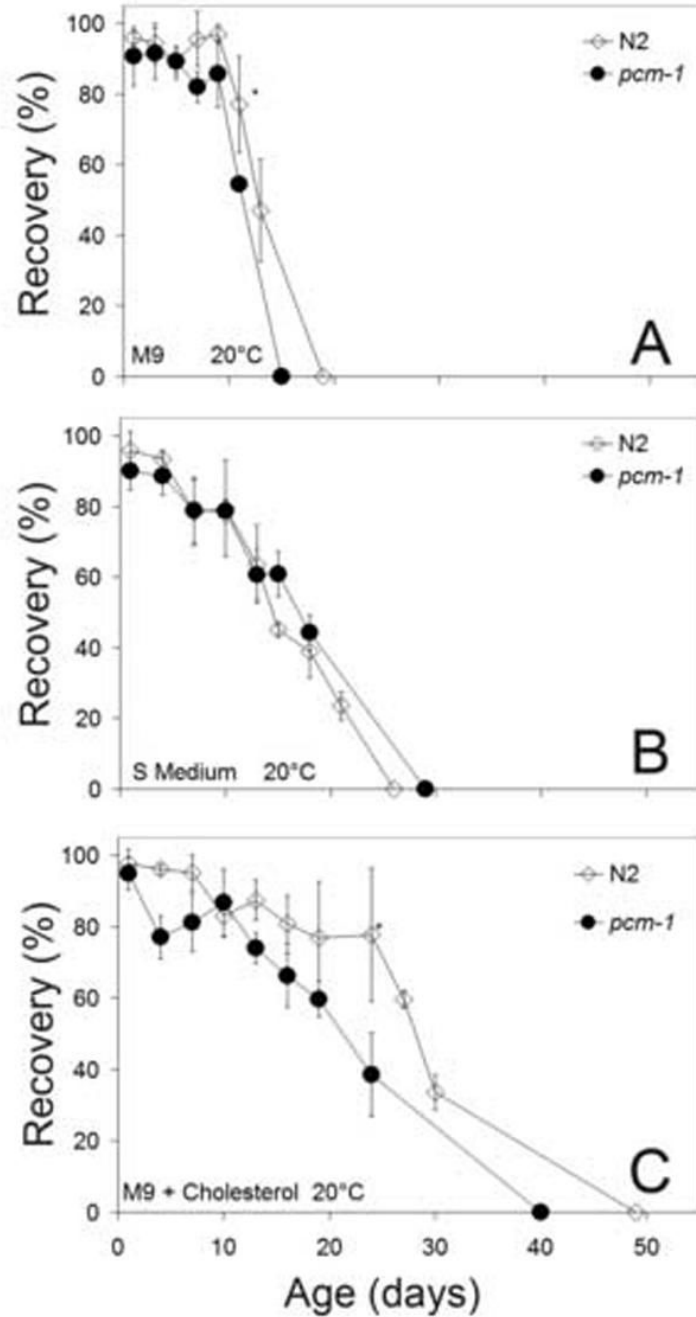 100
80
60
40
20
0
Recovery (%)
N2
pcm-1
*
M9 20°C
A
100
80
60
40
20
0
Recovery (%)
N2
pcm-1
S Medium 20°C
B
100
80
60
40
20
0
Recovery (%)
N2
pcm-1
*
M9 + Cholesterol 20°C
C
0 10 20 30 40 50
Age (days)